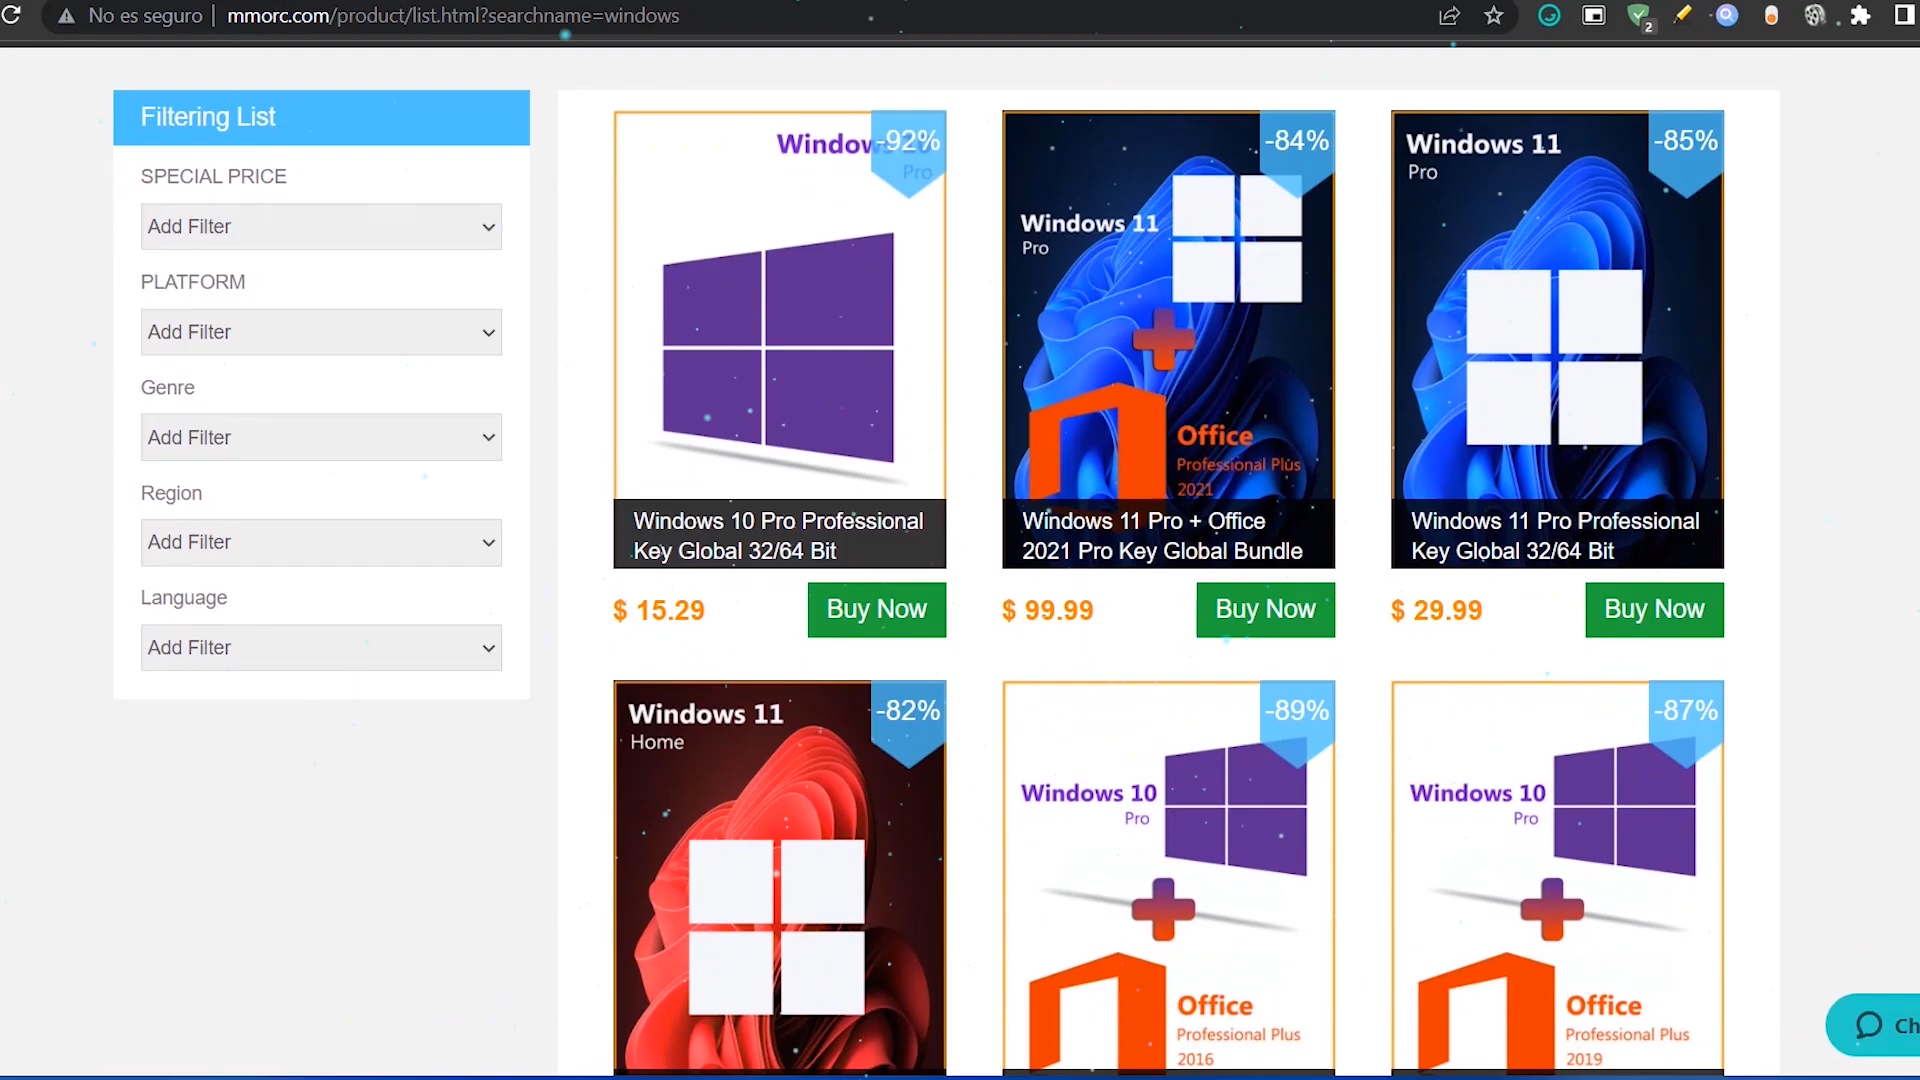 No es seguro
mmorc.com/product/list.html?searchname=windows
2
Filtering List
SPECIAL PRICE
Add Filter
PLATFORM
Add Filter
Genre
Add Filter
Region
Add Filter
Language
Add Filter
-92%
Pro
Windows 10 Pro Professional
Key Global 32/64 Bit
$ 15.29
Buy Now
-84%
Windows 11
Pro
Office
Professional Plus
2021
Windows 11 Pro + Office
2021 Pro Key Global Bundle
$ 99.99
Buy Now
-85%
Windows 11
Pro
Windows 11 Pro Professional
Key Global 32/64 Bit
$ 29.99
Buy Now
-82%
Windows 11
Home
-89%
Windows 10
Pro
Office
Professional Plus
2016
-87%
Windows 10
Pro
Office
Professional Plus
2019